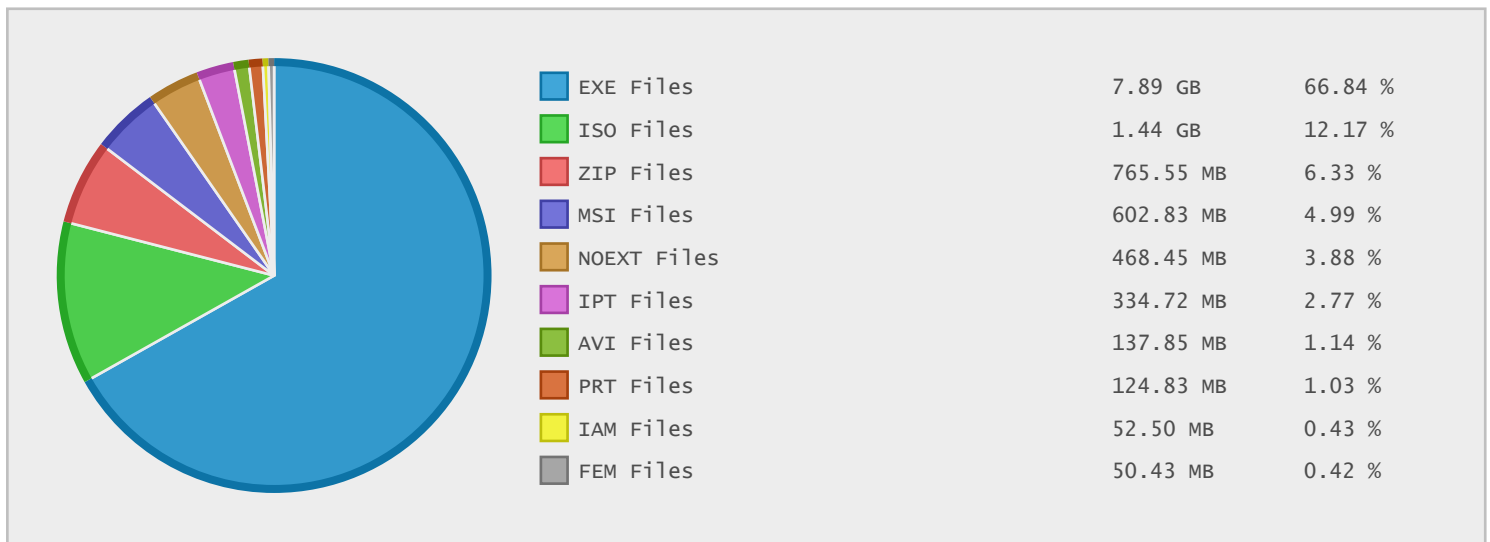 EXE Files 7.89 GB 66.84 %
ISO Files 1.44 GB 12.17 %
ZIP Files 765.55 MB 6.33 %
MSI Files 602.83 MB 4.99 %
NOEXT Files 468.45 MB 3.88 %
IPT Files 334.72 MB 2.77 %
AVI Files 137.85 MB 1.14 %
PRT Files 124.83 MB 1.03 %
IAM Files 52.50 MB 0.43 %
FEM Files 50.43 MB 0.42 %